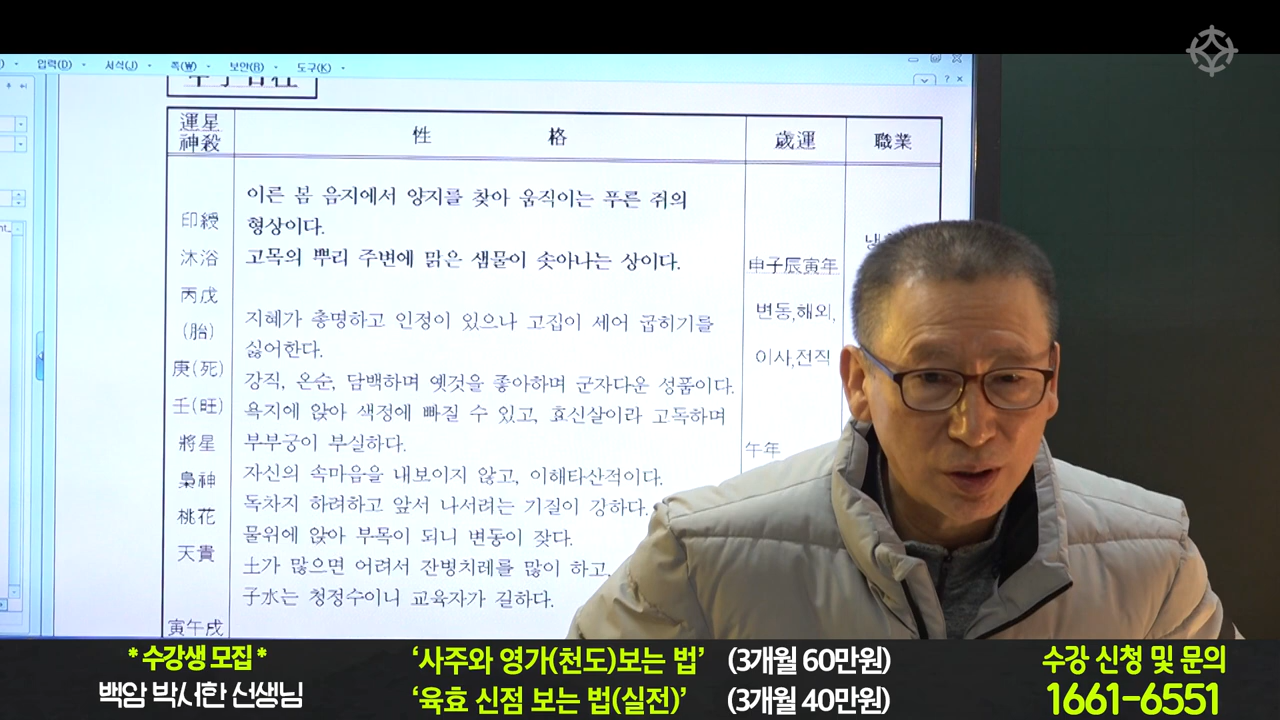 입력(D) 서식(J) 쪽(W) 보안(B) 도구(K)
運星
神殺
性 格
歲運
職業
印綬
沐浴
丙戊
(胎)
庚(死)
壬(旺)
將星
梟神
桃花
天貴
寅午戌
이른 봄 음지에서 양지를 찾아 움직이는 푸른 쥐의
형상이다.
고목의 뿌리 주변에 맑은 샘물이 솟아나는 상이다.
지혜가 총명하고 인정이 있으나 고집이 세어 굽히기를
싫어한다.
강직, 온순, 담백하며 옛것을 좋아하며 군자다운 성품이다.
욕지에 앉아 색정에 빠질 수 있고, 효신살이라 고독하며
부부궁이 부실하다.
자신의 속마음을 내보이지 않고, 이해타산적이다.
독차지 하려하고 앞서 나서려는 기질이 강하다.
물위에 앉아 부목이 되니 변동이 잦다.
土가 많으면 어려서 잔병치레를 많이 하고,
子水는 청정수이니 교육자가 길하다.
申子辰寅年
변동,해외,
이사,전직
午年
* 수강생 모집 *
백암 박시한 선생님
‘사주와 영가(천도)보는 법’ (3개월 60만원)
‘육효 신점 보는 법(실전)’ (3개월 40만원)
수강 신청 및 문의
1661-6551